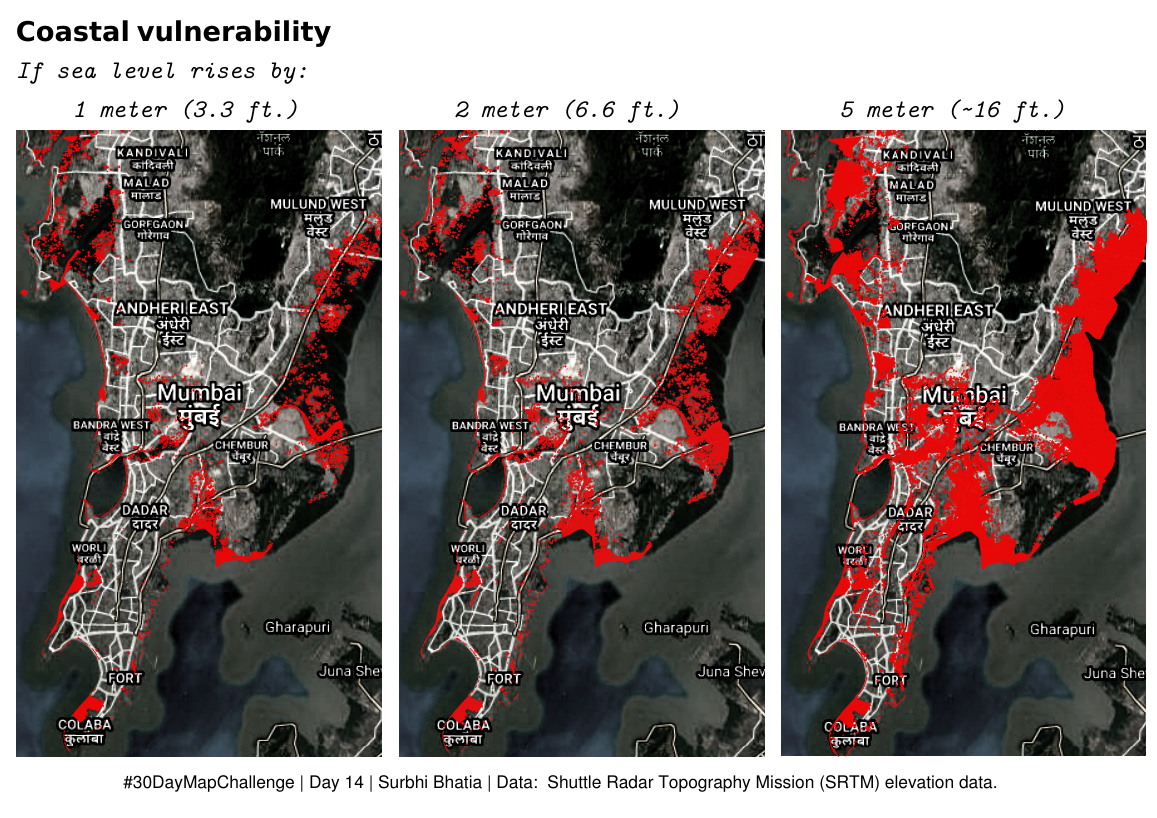 Coastal vulnerability
If sea level rises by:
1 meter (3.3 ft.)
2 meter (6.6 ft.)
5 meter (~16 ft.)
नॅशनल
पार्क
ठा
KANDIVALI
कांदिवली
MALAD
मालाड
MULUND WEST
मुलुंड
वेस्ट
GOREGAON
गोरेगाव
ANDHERI EAST
अंधेरी
ईस्ट
Mumbai
मुंबई
BANDRA WEST
वांद्रे
वेस्ट
CHEMBUR
चेंबूर
DADAR
दादर
WORLI
वरळी
Gharapuri
Juna She
FORT
COLABA
कुलाबा
नॅशनल
पार्क
ठा
KANDIVALI
कांदिवली
MALAD
मालाड
MULUND WEST
मुलुंड
वेस्ट
GOREGAON
गोरेगाव
ANDHERI EAST
अंधेरी
ईस्ट
Mumbai
मुंबई
BANDRA WEST
वांद्रे
वेस्ट
CHEMBUR
चेंबूर
DADAR
दादर
WORLI
वरळी
Gharapuri
Juna Shev
FORT
COLABA
कुलाबा
नॅशनल
पार्क
ठा
KANDIVALI
कांदिवली
MALAD
मालाड
MULUND WEST
मुलुंड
वेस्ट
GOREGAON
गोरेगाव
ANDHERI EAST
अंधेरी
ईस्ट
Mumbai
मुंबई
BANDRA WEST
वांद्रे
वेस्ट
CHEMBUR
चेंबूर
DADAR
दादर
WORLI
वरळी
Gharapuri
Juna She
FORT
COLABA
कुलाबा
#30DayMapChallenge | Day 14 | Surbhi Bhatia | Data: Shuttle Radar Topography Mission (SRTM) elevation data.